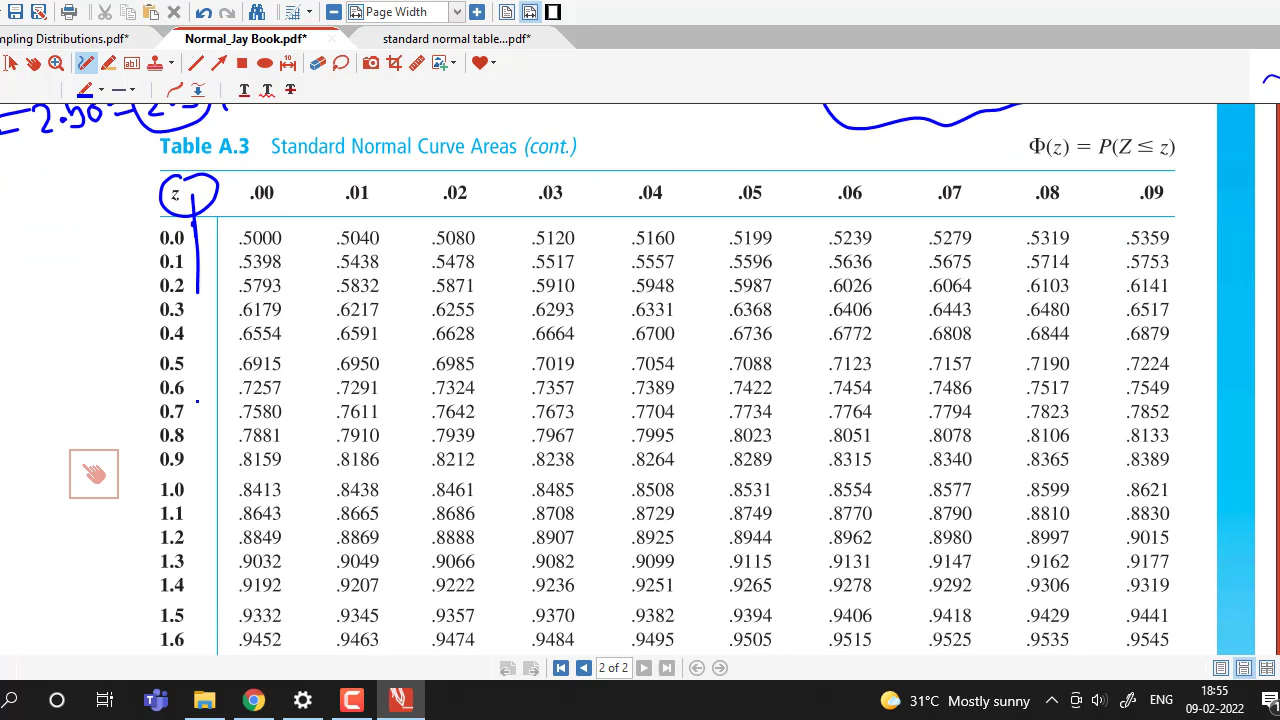 Page Width
mpling Distributions.pdf*
Normal_Jay Book.pdf*
standard normal table...pdf*
= 2.50
Table A.3 Standard Normal Curve Areas (cont.) Φ(z) = P(Z ≤ z)
z .00 .01 .02 .03 .04 .05 .06 .07 .08 .09
0.0 .5000 .5040 .5080 .5120 .5160 .5199 .5239 .5279 .5319 .5359
0.1 .5398 .5438 .5478 .5517 .5557 .5596 .5636 .5675 .5714 .5753
0.2 .5793 .5832 .5871 .5910 .5948 .5987 .6026 .6064 .6103 .6141
0.3 .6179 .6217 .6255 .6293 .6331 .6368 .6406 .6443 .6480 .6517
0.4 .6554 .6591 .6628 .6664 .6700 .6736 .6772 .6808 .6844 .6879
0.5 .6915 .6950 .6985 .7019 .7054 .7088 .7123 .7157 .7190 .7224
0.6 .7257 .7291 .7324 .7357 .7389 .7422 .7454 .7486 .7517 .7549
0.7 .7580 .7611 .7642 .7673 .7704 .7734 .7764 .7794 .7823 .7852
0.8 .7881 .7910 .7939 .7967 .7995 .8023 .8051 .8078 .8106 .8133
0.9 .8159 .8186 .8212 .8238 .8264 .8289 .8315 .8340 .8365 .8389
1.0 .8413 .8438 .8461 .8485 .8508 .8531 .8554 .8577 .8599 .8621
1.1 .8643 .8665 .8686 .8708 .8729 .8749 .8770 .8790 .8810 .8830
1.2 .8849 .8869 .8888 .8907 .8925 .8944 .8962 .8980 .8997 .9015
1.3 .9032 .9049 .9066 .9082 .9099 .9115 .9131 .9147 .9162 .9177
1.4 .9192 .9207 .9222 .9236 .9251 .9265 .9278 .9292 .9306 .9319
1.5 .9332 .9345 .9357 .9370 .9382 .9394 .9406 .9418 .9429 .9441
1.6 .9452 .9463 .9474 .9484 .9495 .9505 .9515 .9525 .9535 .9545
2 of 2
31°C Mostly sunny
ENG
18:55
09-02-2022